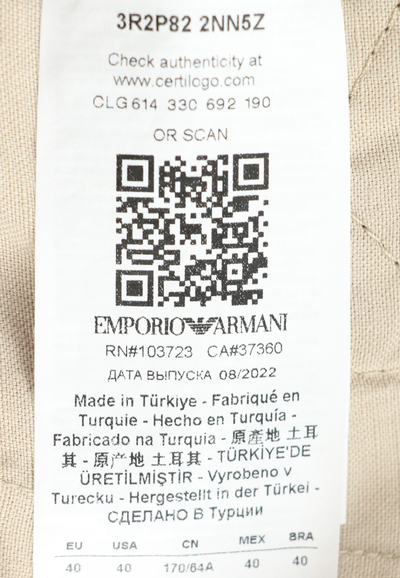 3R2P82 2NN5Z
Check authenticity at
www.certilogo.com
CLG 614 330 692 190
OR SCAN
EMPORIO ARMANI
RN#103723 CA#37360
ДАТА ВЫПУСКА 08/2022
Made in Türkiye - Fabriqué en
Turquie - Hecho en Turquía -
Fabricado na Turquia - 原產地 土耳
其 - 原产地 土耳其 - TÜRKİYE'DE
ÜRETİLMİŞTİR - Vyrobeno v
Turecku - Hergestellt in der Türkei -
СДЕЛАНО В Турции
EU USA CN MEX BRA
40 40 170/64A 40 40